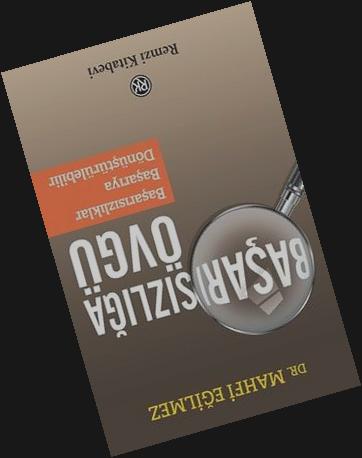 DR. MAHFİ EĞİLMEZ
BAŞARISIZLIĞA
ÖVGÜ
Başarısızlıklar
Başarıya
Dönüştürülebilir
RK
Remzi Kitabevi